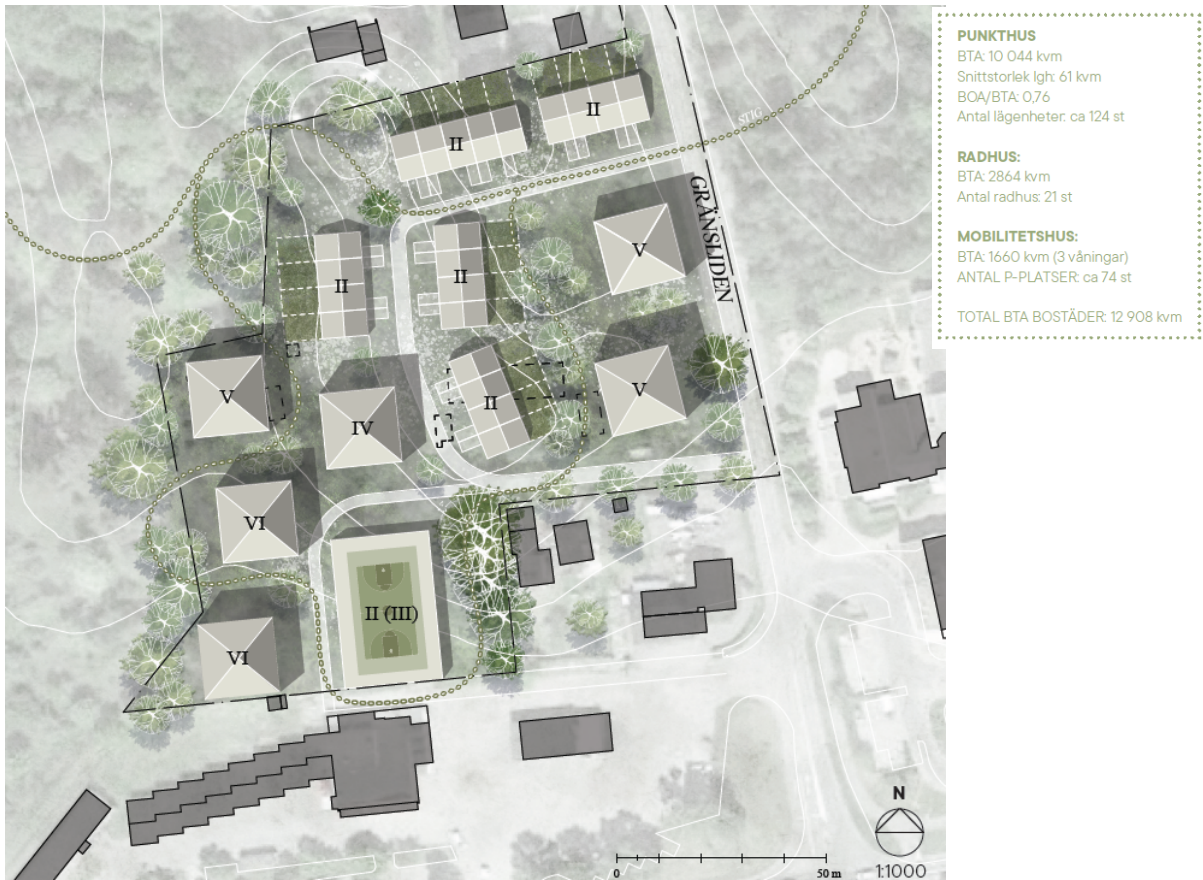 II
II
STIG
GRÄNSLIDEN
V
II
II
V
IV
II
V
VI
II (III)
VI
N
0
50 m
1:1000
PUNKTHUS
BTA: 10 044 kvm
Snittstorlek lgh: 61 kvm
BOA/BTA: 0,76
Antal lägenheter: ca 124 st
RADHUS:
BTA: 2864 kvm
Antal radhus: 21 st
MOBILITETSHUS:
BTA: 1660 kvm (3 våningar)
ANTAL P-PLATSER: ca 74 st
TOTAL BTA BOSTÄDER: 12 908 kvm